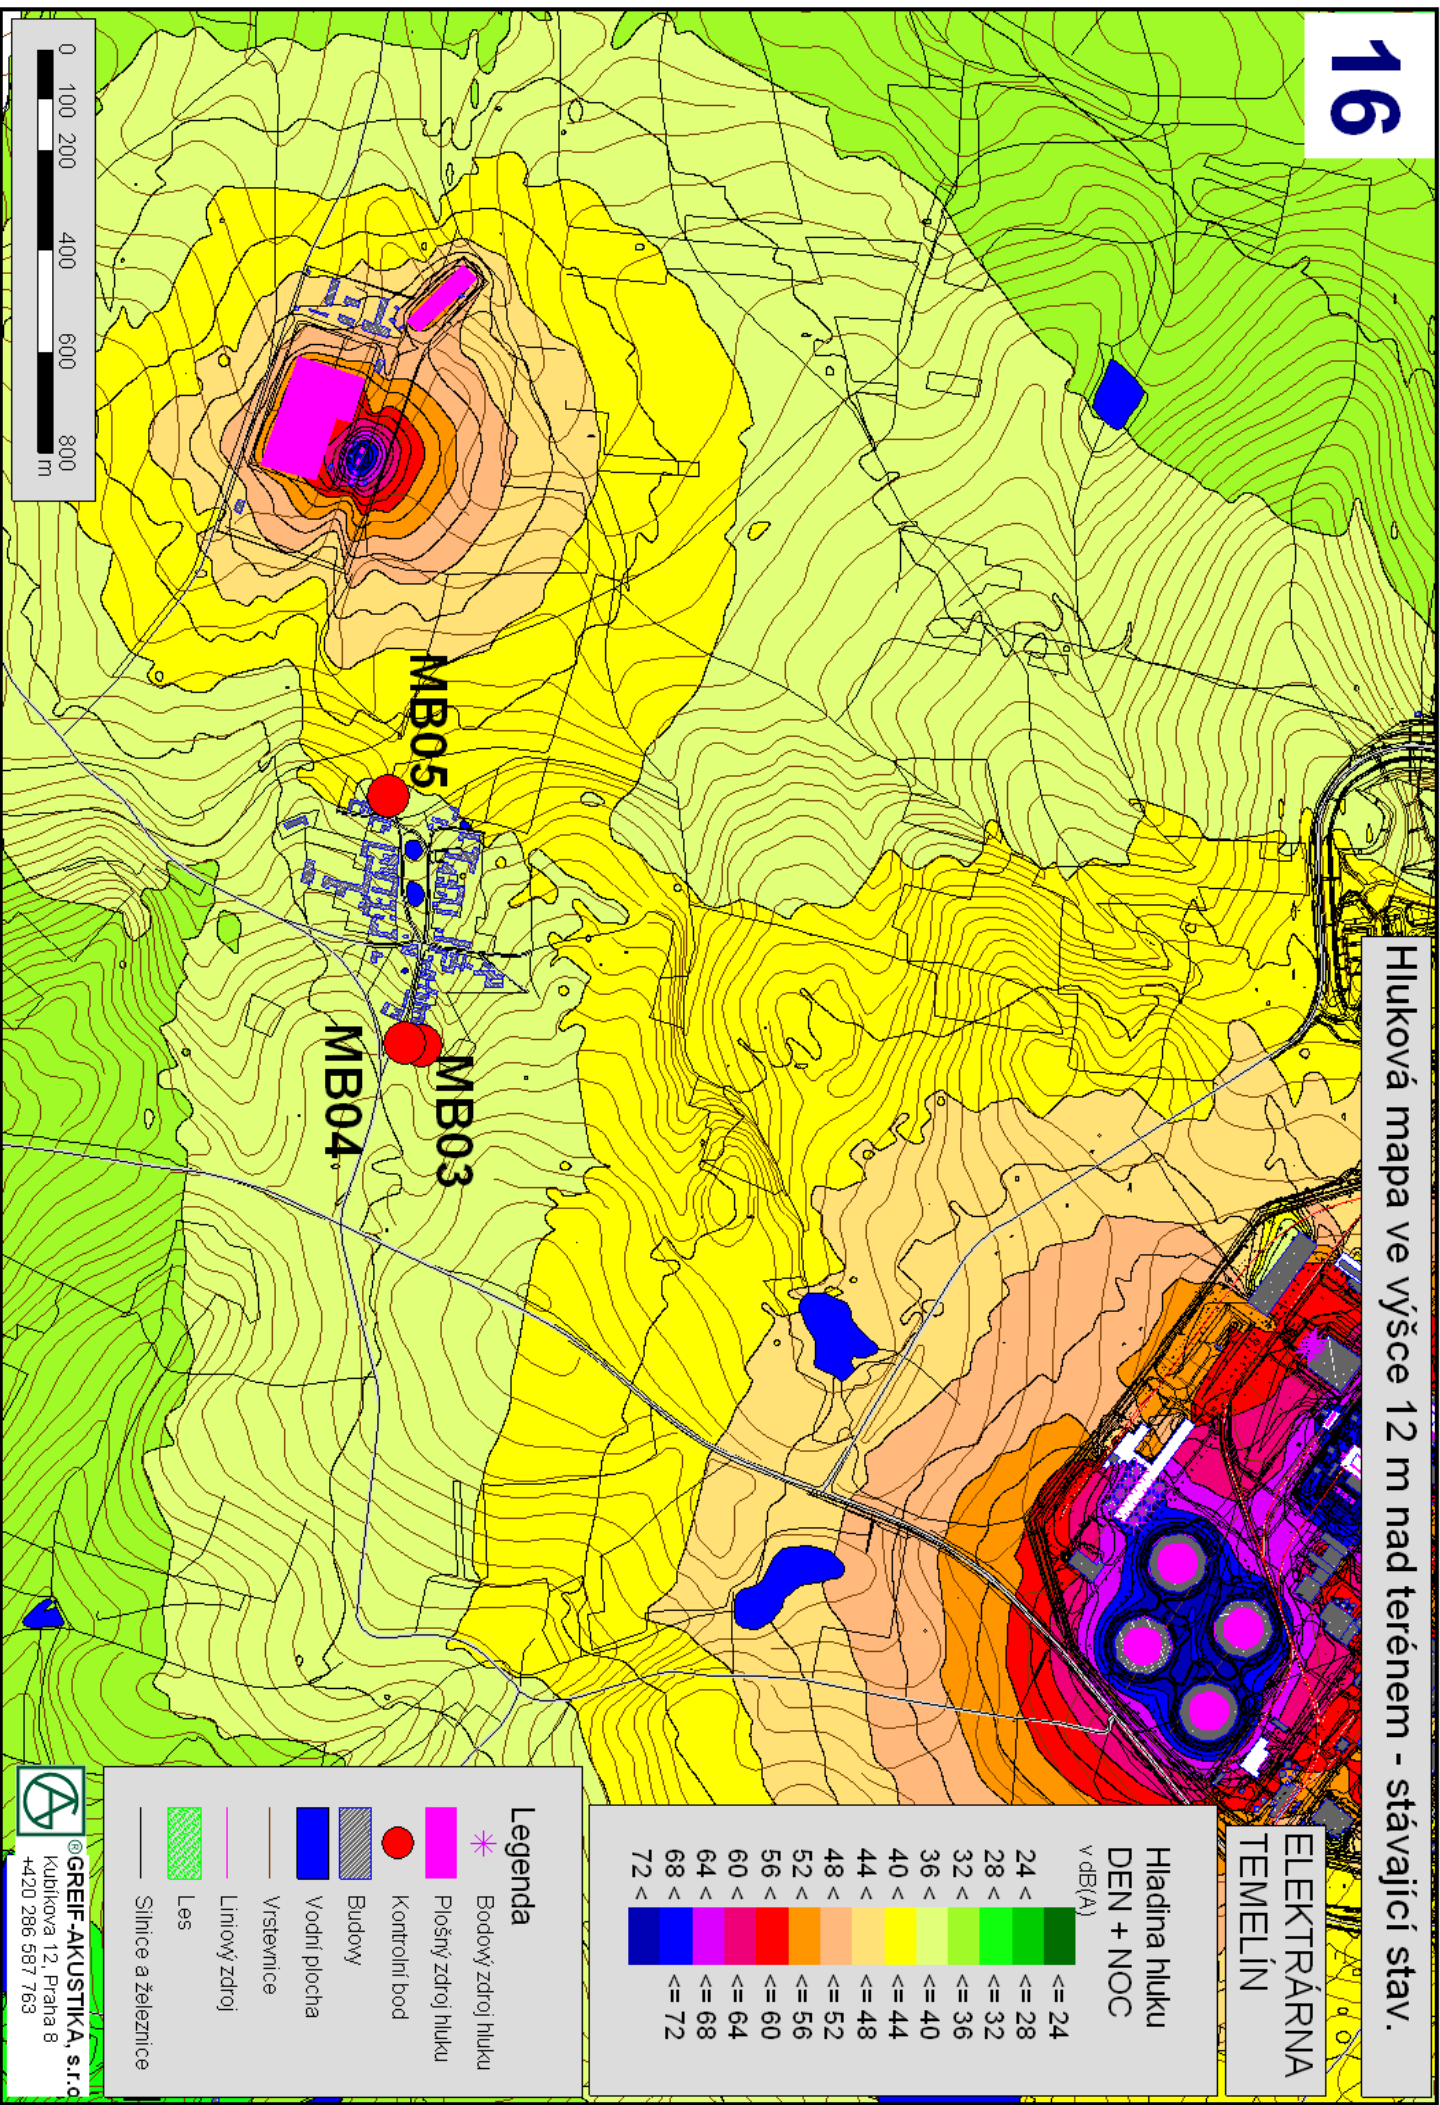 16
Hluková mapa ve výšce 12 m nad terénem - stávající stav.
ELEKTRÁRNA
TEMELÍN
Hladina hluku
DEN + NOC
v dB(A)
<= 24
24 < <= 28
28 < <= 32
32 < <= 36
36 < <= 40
40 < <= 44
44 < <= 48
48 < <= 52
52 < <= 56
56 < <= 60
60 < <= 64
64 < <= 68
68 < <= 72
72 <
MB05
MB03
MB04
Legenda
Bodový zdroj hluku
Plošný zdroj hluku
Kontrolní bod
Budovy
Vodní plocha
Vrstevnice
Liniový zdroj
Les
Silnice a železnice
0 100 200 400 600 800
m
®GREIF-AKUSTIKA, s.r.o
Kubíkova 12, Praha 8
+420 286 587 763